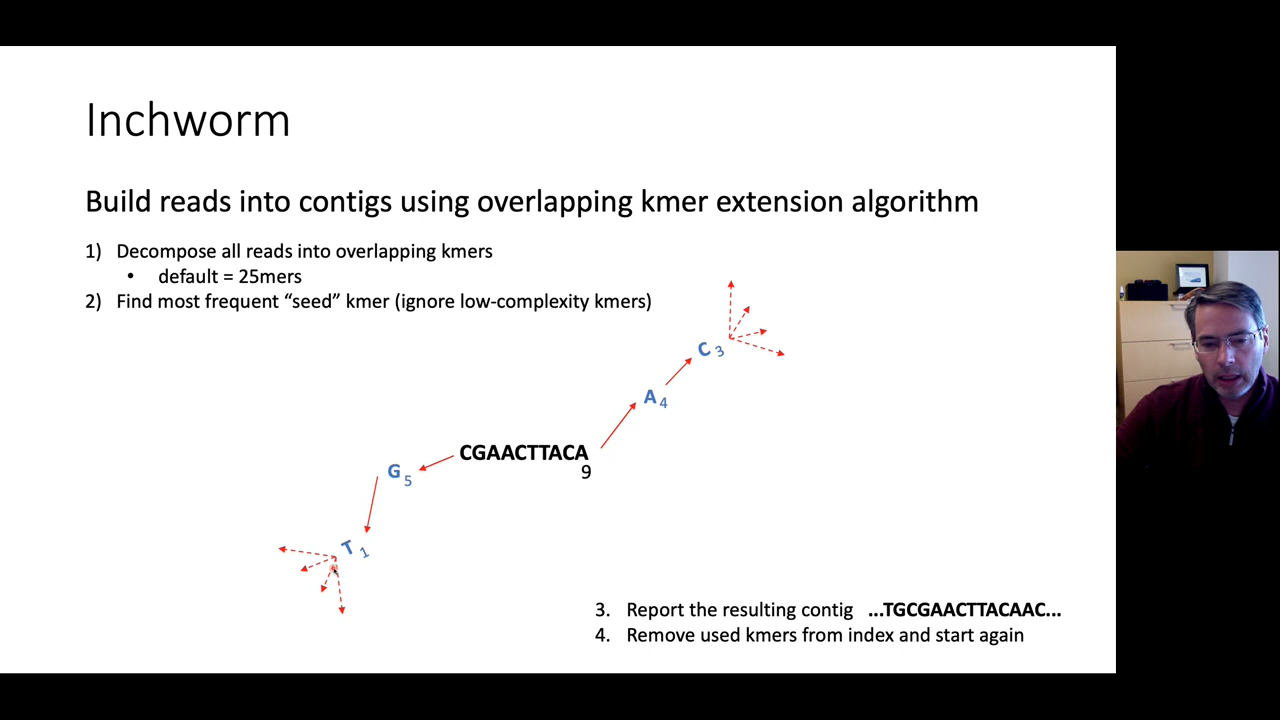 Inchworm
Build reads into contigs using overlapping kmer extension algorithm
1) Decompose all reads into overlapping kmers
• default = 25mers
2) Find most frequent “seed” kmer (ignore low-complexity kmers)
C 3
A 4
CGAACTTACA
9
G 5
T 1
3. Report the resulting contig ...TGCGAACTTACAAC...
4. Remove used kmers from index and start again